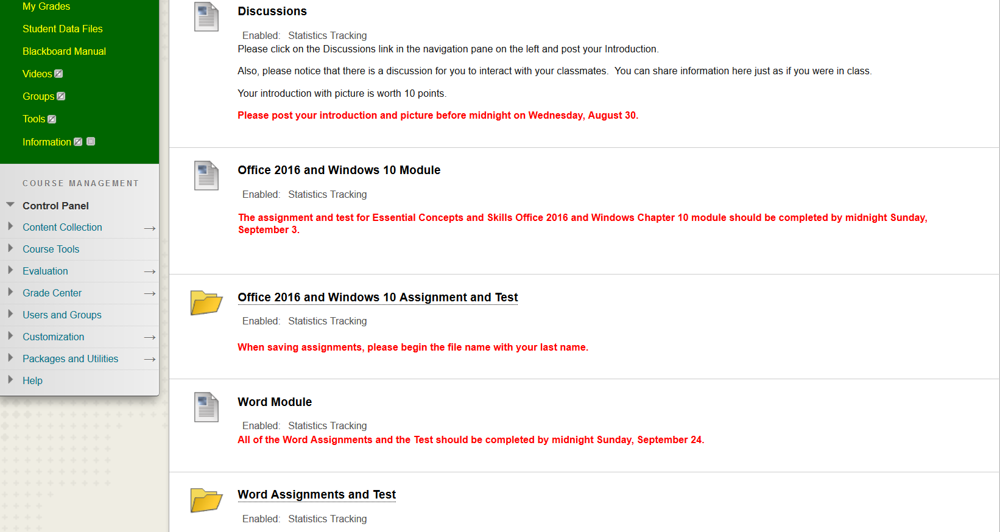 My Grades
Student Data Files
Blackboard Manual
Videos
Groups
Tools
Information
COURSE MANAGEMENT
Control Panel
Content Collection
Course Tools
Evaluation
Grade Center
Users and Groups
Customization
Packages and Utilities
Help
Discussions
Enabled: Statistics Tracking
Please click on the Discussions link in the navigation pane on the left and post your Introduction.
Also, please notice that there is a discussion for you to interact with your classmates.  You can share information here just as if you were in class.
Your introduction with picture is worth 10 points.
Please post your introduction and picture before midnight on Wednesday, August 30.
Office 2016 and Windows 10 Module
Enabled: Statistics Tracking
The assignment and test for Essential Concepts and Skills Office 2016 and Windows Chapter 10 module should be completed by midnight Sunday,
September 3.
Office 2016 and Windows 10 Assignment and Test
Enabled: Statistics Tracking
When saving assignments, please begin the file name with your last name.
Word Module
Enabled: Statistics Tracking
All of the Word Assignments and the Test should be completed by midnight Sunday, September 24.
Word Assignments and Test
Enabled: Statistics Tracking